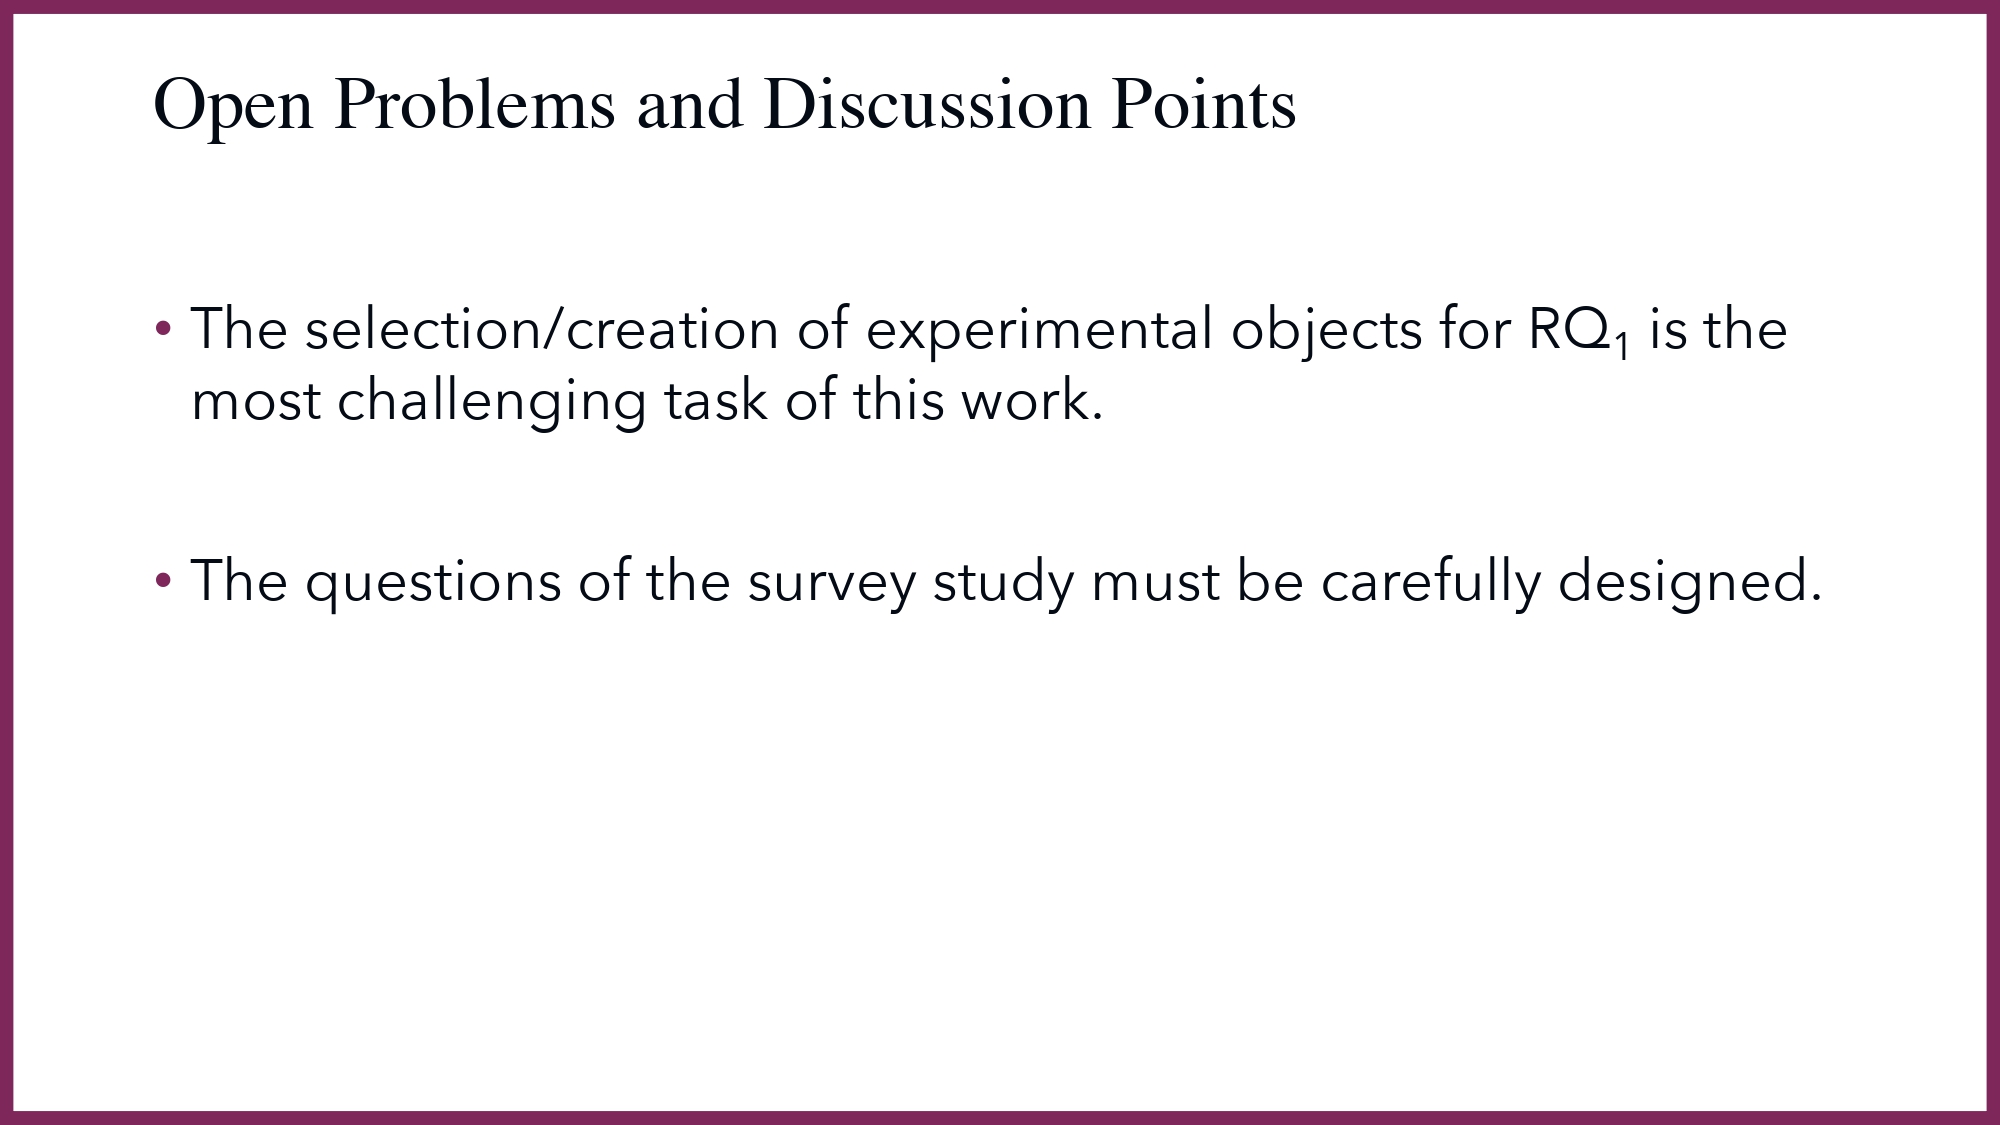 Open Problems and Discussion Points
• The selection/creation of experimental objects for RQ₁ is the
most challenging task of this work.
• The questions of the survey study must be carefully designed.